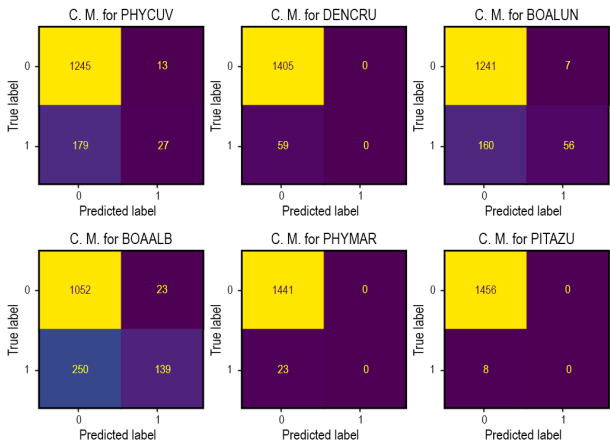 C. M. for PHYCUV
C. M. for DENCRU
C. M. for BOALUN
True label
0
1245
13
1
179
27
0
1
Predicted label
True label
0
1405
0
1
59
0
0
1
Predicted label
True label
0
1241
7
1
160
56
0
1
Predicted label
C. M. for BOAALB
C. M. for PHYMAR
C. M. for PITAZU
True label
0
1052
23
1
250
139
0
1
Predicted label
True label
0
1441
0
1
23
0
0
1
Predicted label
True label
0
1456
0
1
8
0
0
1
Predicted label